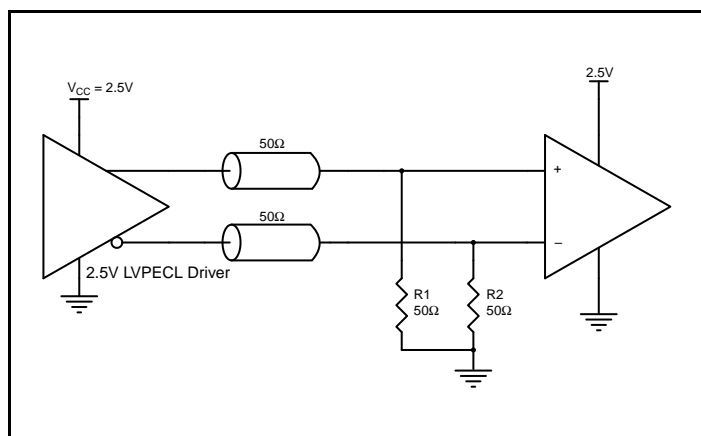 V_CC = 2.5V
2.5V
50Ω
+
50Ω
–
2.5V LVPECL Driver
R1
50Ω
R2
50Ω